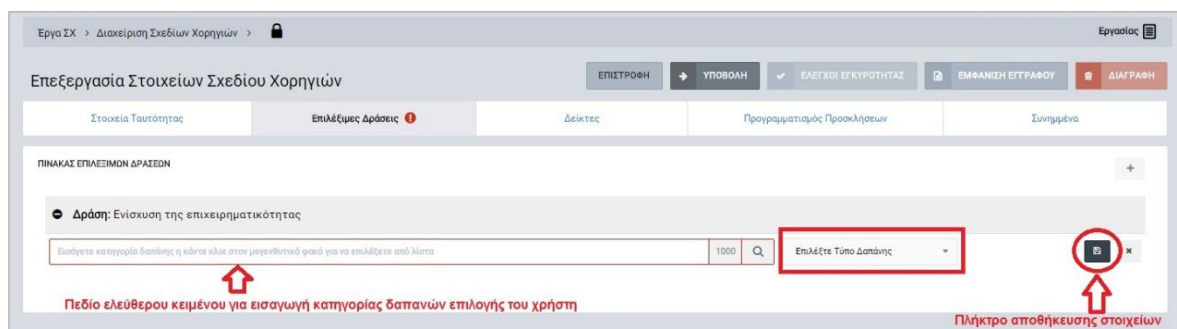 Έργα ΣΧ > Διαχείριση Σχεδίων Χορηγιών > Εργασίας
Επεξεργασία Στοιχείων Σχεδίου Χορηγιών ΕΠΙΣΤΡΟΦΗ ΥΠΟΒΟΛΗ ΕΛΕΓΧΟΙ ΕΓΚΥΡΟΤΗΤΑΣ ΕΜΦΑΝΙΣΗ ΕΓΓΡΑΦΟΥ ΔΙΑΓΡΑΦΗ
Στοιχεία Ταυτότητας Επιλέξιμες Δράσεις Δείκτες Προγραμματισμός Προσκλήσεων Συνημμένα
ΠΙΝΑΚΑΣ ΕΠΙΛΕΞΙΜΩΝ ΔΡΑΣΕΩΝ +
Δράση: Ενίσχυση της επιχειρηματικότητας
Εισάγετε κατηγορία δαπάνης η κάντε κλικ στον μεγενθυτικό φακό για να επιλέξετε από λίστα 1000 Επιλέξτε Τύπο Δαπάνης ×
Πεδίο ελεύθερου κειμένου για εισαγωγή κατηγορίας δαπανών επιλογής του χρήστη
Πλήκτρο αποθήκευσης στοιχείων